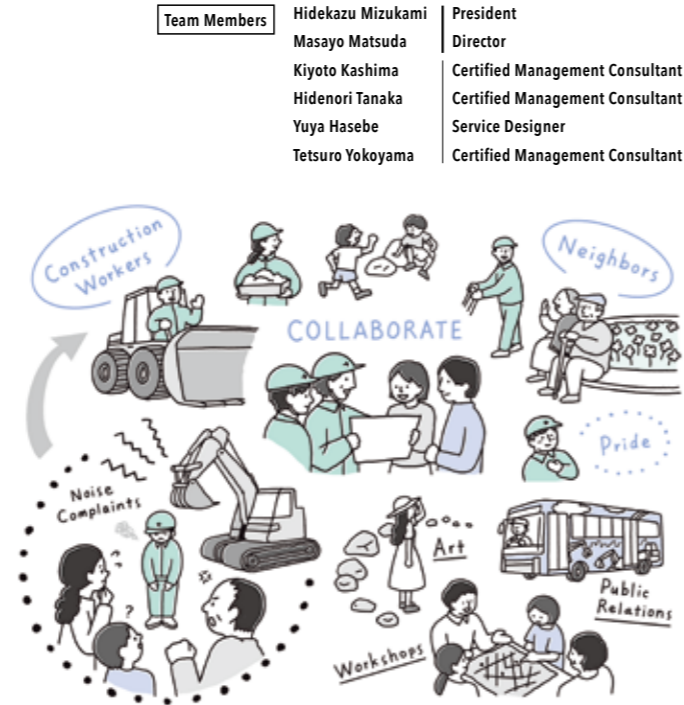 Team Members
Hidekazu Mizukami President
Masayo Matsuda Director
Kiyoto Kashima Certified Management Consultant
Hidenori Tanaka Certified Management Consultant
Yuya Hasebe Service Designer
Tetsuro Yokoyama Certified Management Consultant
Construction
Workers
Neighbors
COLLABORATE
Pride
Noise
Complaints
?
Art
Public
Relations
Workshops